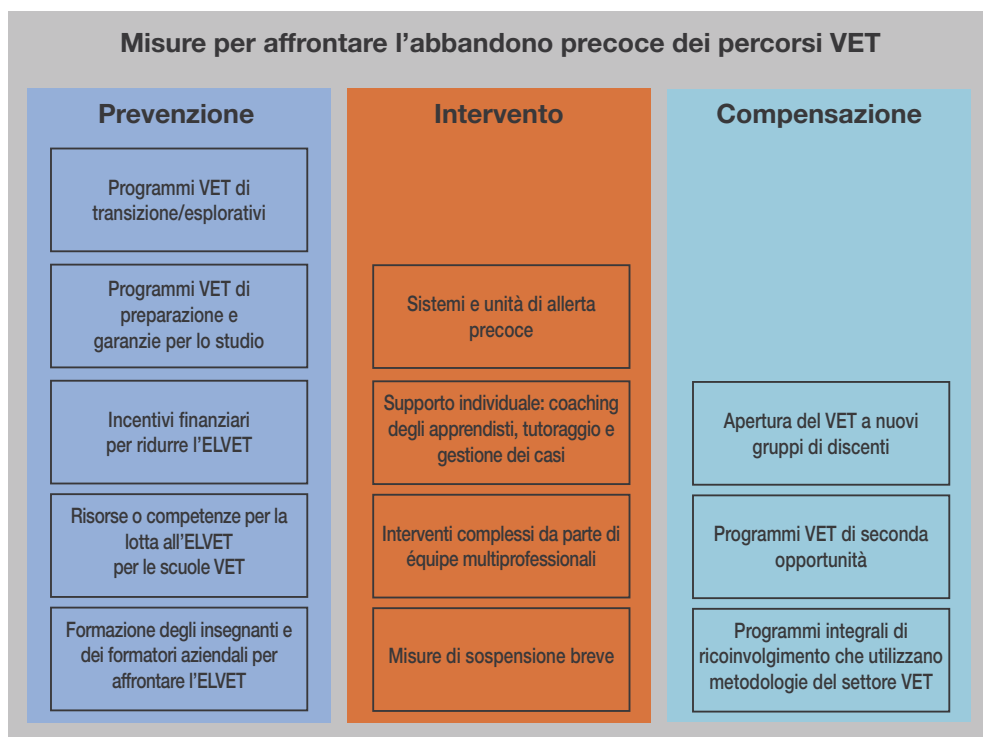 Misure per affrontare l'abbandono precoce dei percorsi VET
Prevenzione
Programmi VET di
transizione/esplorativi
Programmi VET di
preparazione e
garanzie per lo studio
Incentivi finanziari
per ridurre l'ELVET
Risorse o competenze per la
lotta all'ELVET
per le scuole VET
Formazione degli insegnanti e
dei formatori aziendali per
affrontare l'ELVET
Intervento
Sistemi e unità di allerta
precoce
Supporto individuale: coaching
degli apprendisti, tutoraggio e
gestione dei casi
Interventi complessi da parte di
équipe multiprofessionali
Misure di sospensione breve
Compensazione
Apertura del VET a nuovi
gruppi di discenti
Programmi VET di seconda
opportunità
Programmi integrali di
ricoinvolgimento che utilizzano
metodologie del settore VET